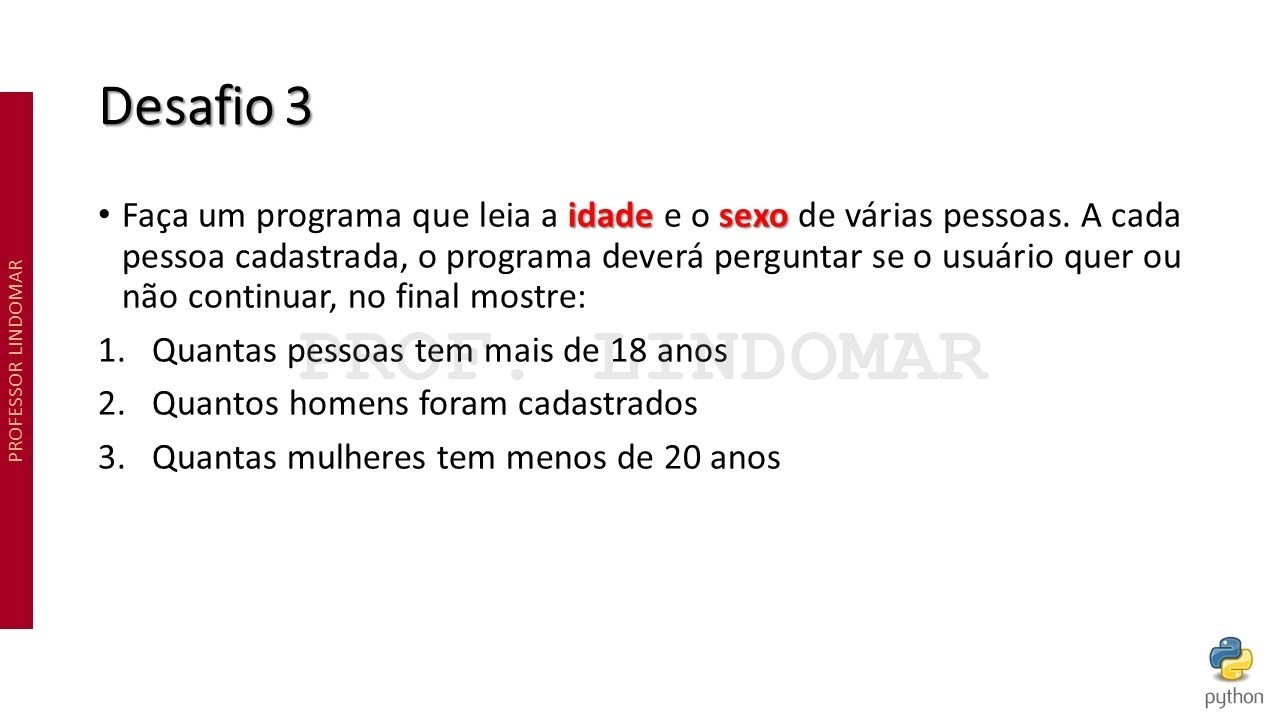 Desafio 3
• Faça um programa que leia a idade e o sexo de várias pessoas. A cada
pessoa cadastrada, o programa deverá perguntar se o usuário quer ou
não continuar, no final mostre:
1. Quantas pessoas tem mais de 18 anos
2. Quantos homens foram cadastrados
3. Quantas mulheres tem menos de 20 anos
PROF. LINDOMAR
PROFESSOR LINDOMAR
python